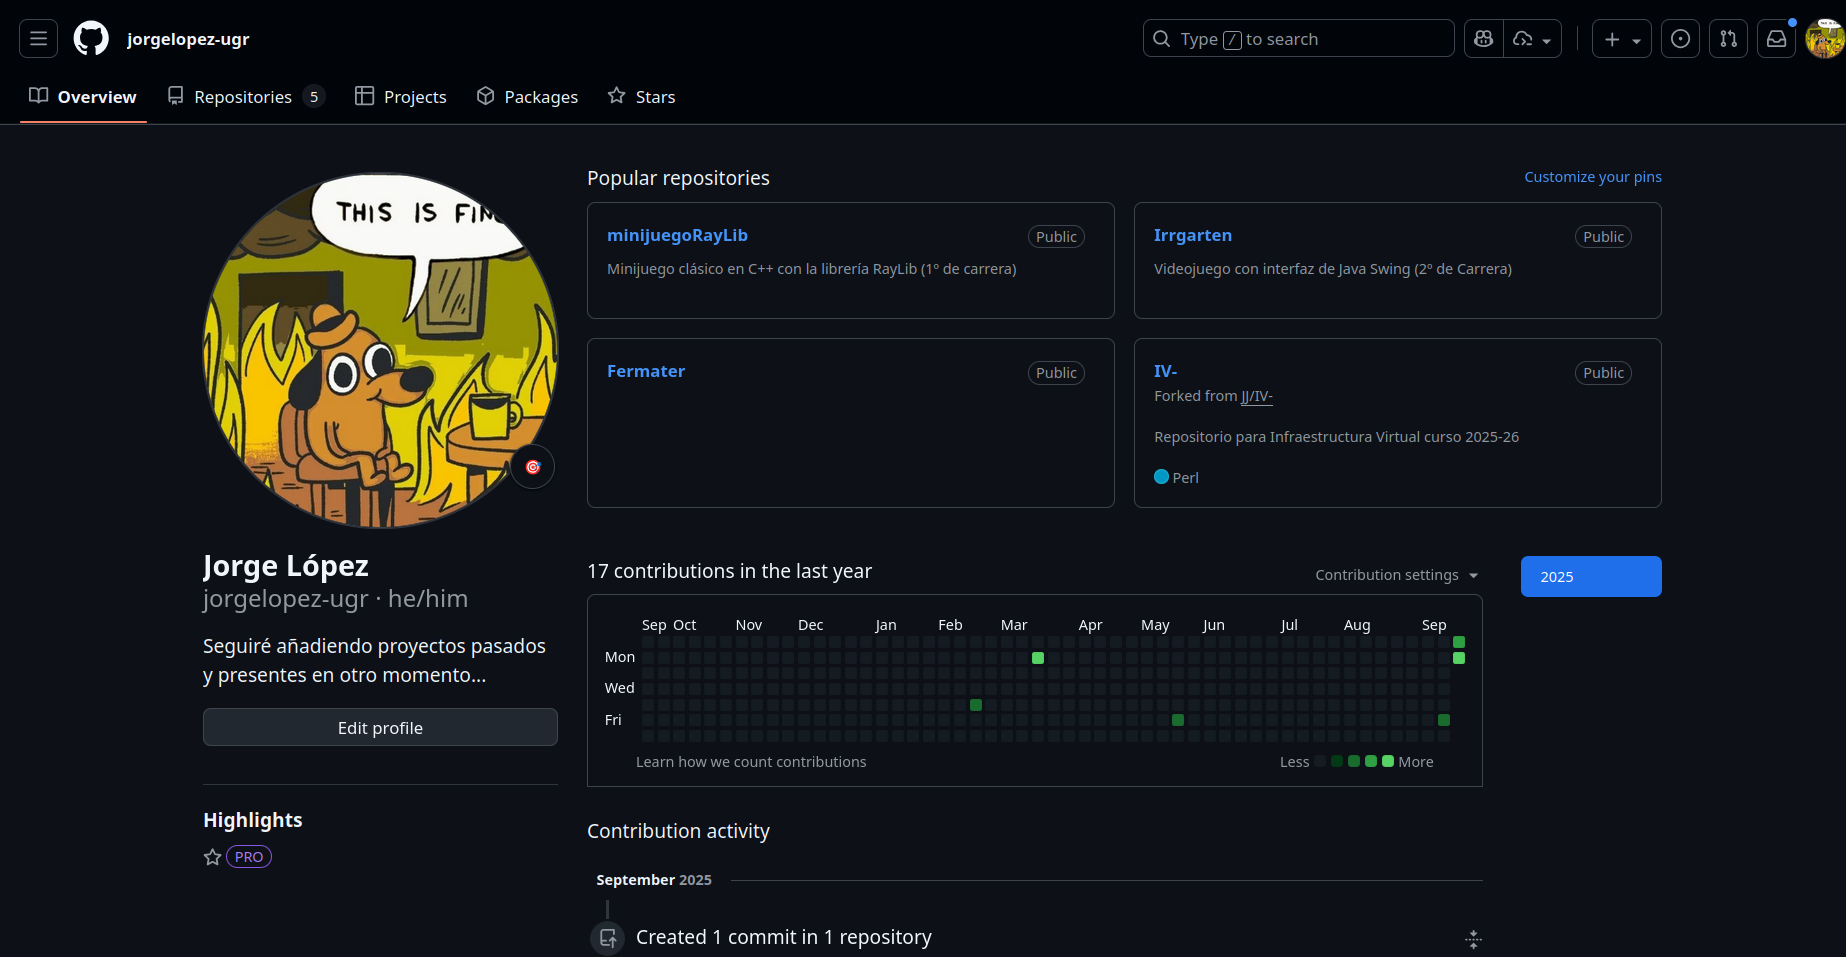 jorgelopez-ugr
Type / to search
Overview
Repositories 5
Projects
Packages
Stars
THIS IS FIN
Popular repositories
Customize your pins
minijuegoRayLib
Public
Minijuego clásico en C++ con la librería RayLib (1º de carrera)
Irrgarten
Public
Videojuego con interfaz de Java Swing (2º de Carrera)
Fermater
Public
IV-
Public
Forked from JJ/IV-
Repositorio para Infraestructura Virtual curso 2025-26
Perl
Jorge López
jorgelopez-ugr · he/him
Seguiré añadiendo proyectos pasados
y presentes en otro momento...
Edit profile
Highlights
PRO
17 contributions in the last year
Contribution settings
2025
Sep Oct Nov Dec Jan Feb Mar Apr May Jun Jul Aug Sep
Mon
Wed
Fri
Learn how we count contributions
Less More
Contribution activity
September 2025
Created 1 commit in 1 repository